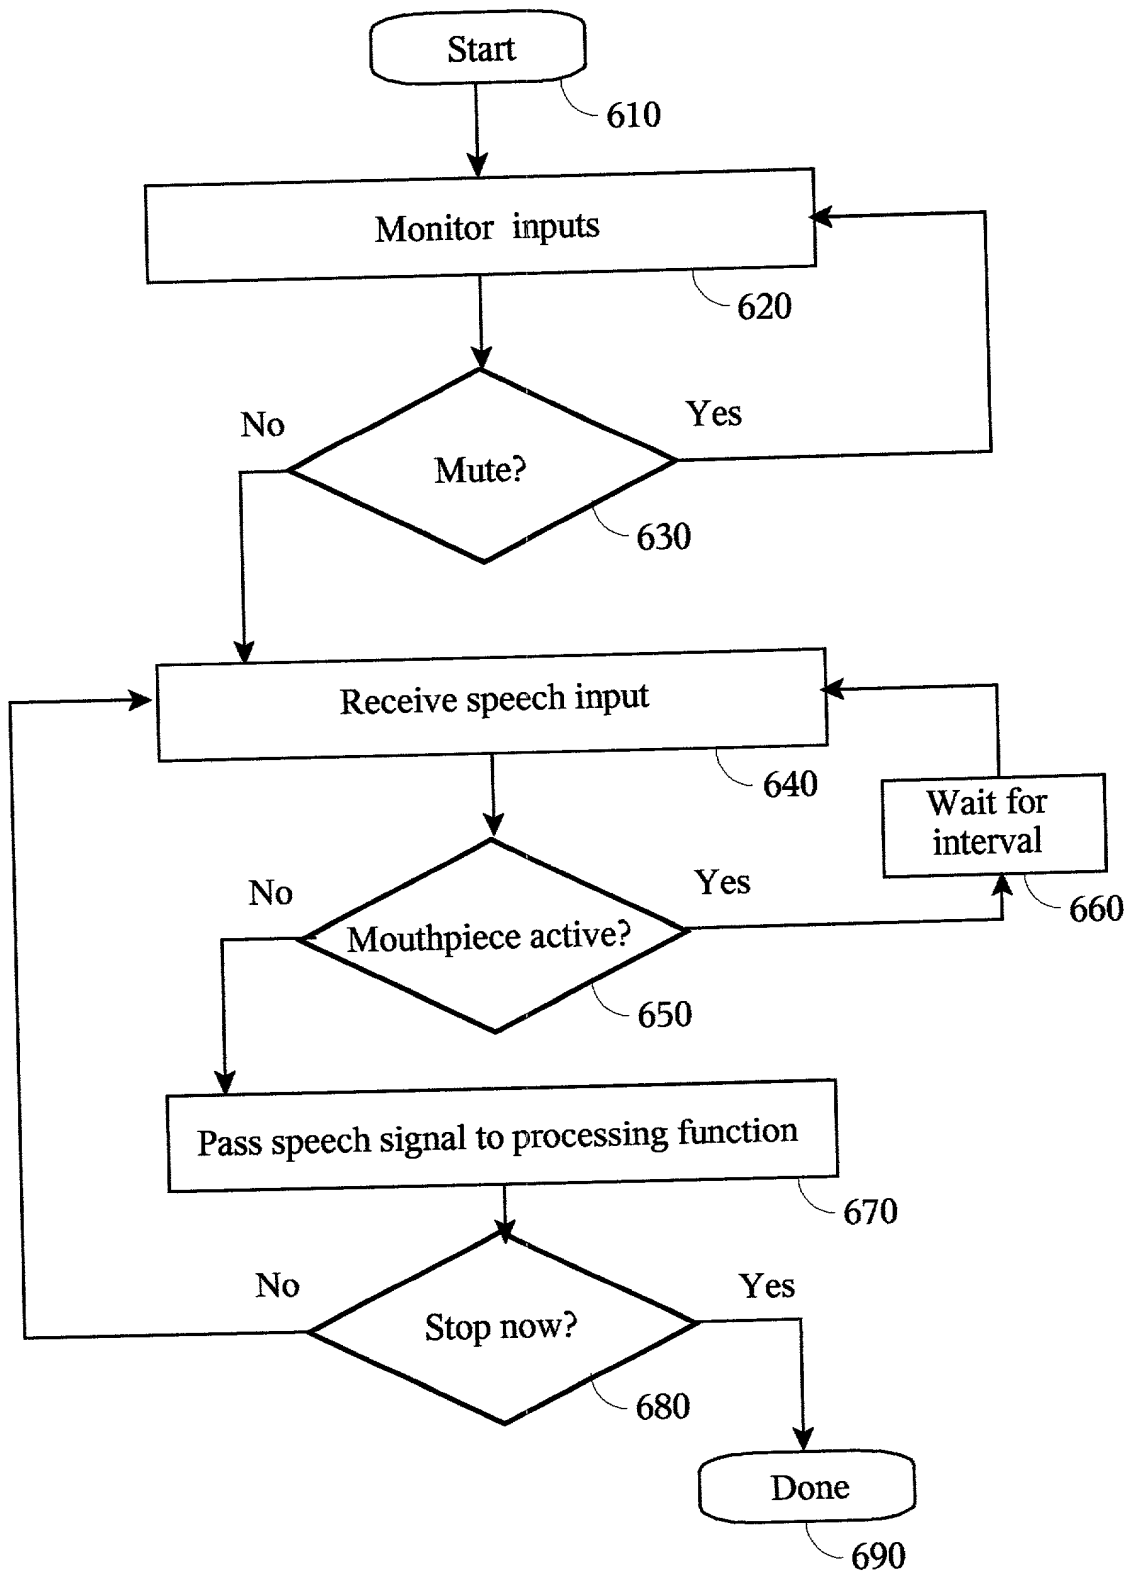 Start
610
Monitor inputs
620
No
Yes
Mute?
630
Receive speech input
640
Wait for
interval
660
No
Yes
Mouthpiece active?
650
Pass speech signal to processing function
670
No
Yes
Stop now?
680
Done
690